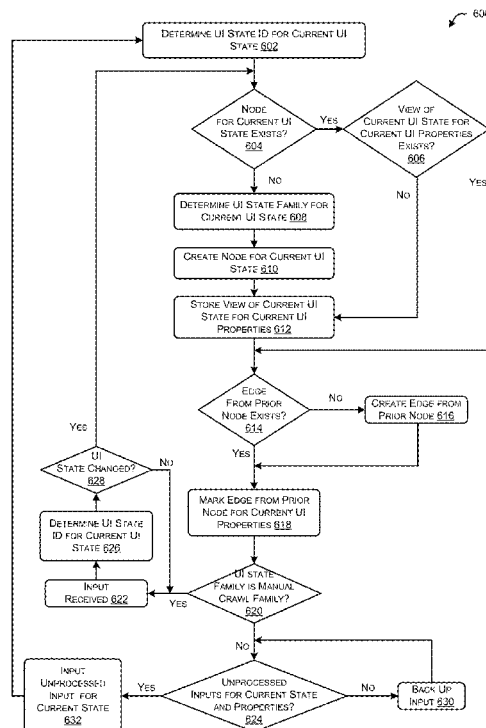 600
DETERMINE UI STATE ID FOR CURRENT UI
STATE 602
NODE
FOR CURRENT UI
STATE EXISTS?
604
YES
VIEW OF
CURRENT UI STATE FOR
CURRENT UI PROPERTIES
EXISTS?
606
NO
NO
YES
DETERMINE UI STATE FAMILY FOR
CURRENT UI STATE 608
CREATE NODE FOR CURRENT UI
STATE 610
STORE VIEW OF CURRENT UI
STATE FOR CURRENT UI
PROPERTIES 612
EDGE
FROM PRIOR
NODE EXISTS?
614
NO
CREATE EDGE FROM
PRIOR NODE 616
YES
YES
UI
STATE CHANGED?
628
NO
MARK EDGE FROM PRIOR
NODE FOR CURRENT UI
PROPERTIES 618
DETERMINE UI STATE
ID FOR CURRENT UI
STATE 626
INPUT
RECEIVED 622
YES
UI STATE
FAMILY IS MANUAL
CRAWL FAMILY?
620
NO
INPUT
UNPROCESSED
INPUT FOR
CURRENT STATE
632
YES
UNPROCESSED
INPUTS FOR CURRENT STATE
AND PROPERTIES?
624
NO
BACK UP
INPUT 630